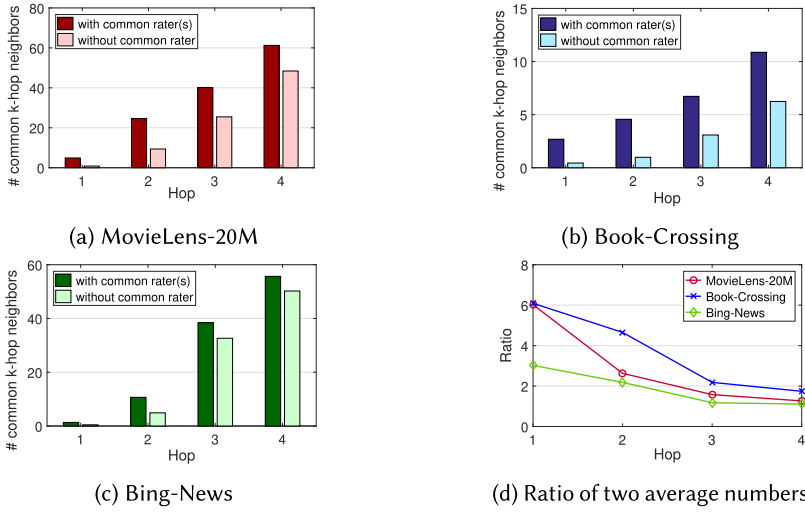 80
60
40
20
0
# common k-hop neighbors
with common rater(s)
without common rater
1 2 3 4
Hop
(a) MovieLens-20M
15
10
5
0
# common k-hop neighbors
with common rater(s)
without common rater
1 2 3 4
Hop
(b) Book-Crossing
60
40
20
0
# common k-hop neighbors
with common rater(s)
without common rater
1 2 3 4
Hop
(c) Bing-News
8
6
4
2
0
Ratio
MovieLens-20M
Book-Crossing
Bing-News
1 2 3 4
Hop
(d) Ratio of two average numbers